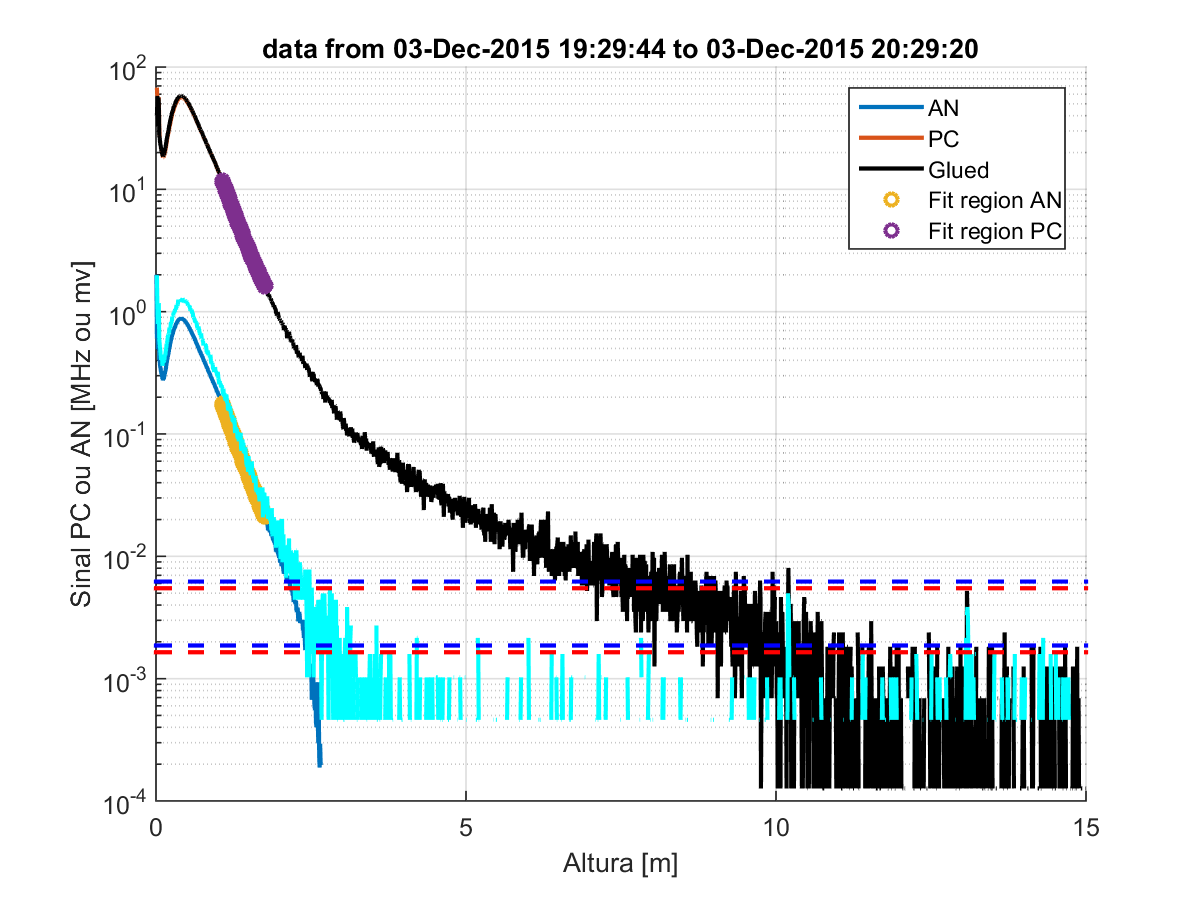 data from 03-Dec-2015 19:29:44 to 03-Dec-2015 20:29:20
AN
PC
Glued
Fit region AN
Fit region PC
Sinal PC ou AN [MHz ou mv]
10^2
10^1
10^0
10^-1
10^-2
10^-3
10^-4
0 5 10 15
Altura [m]